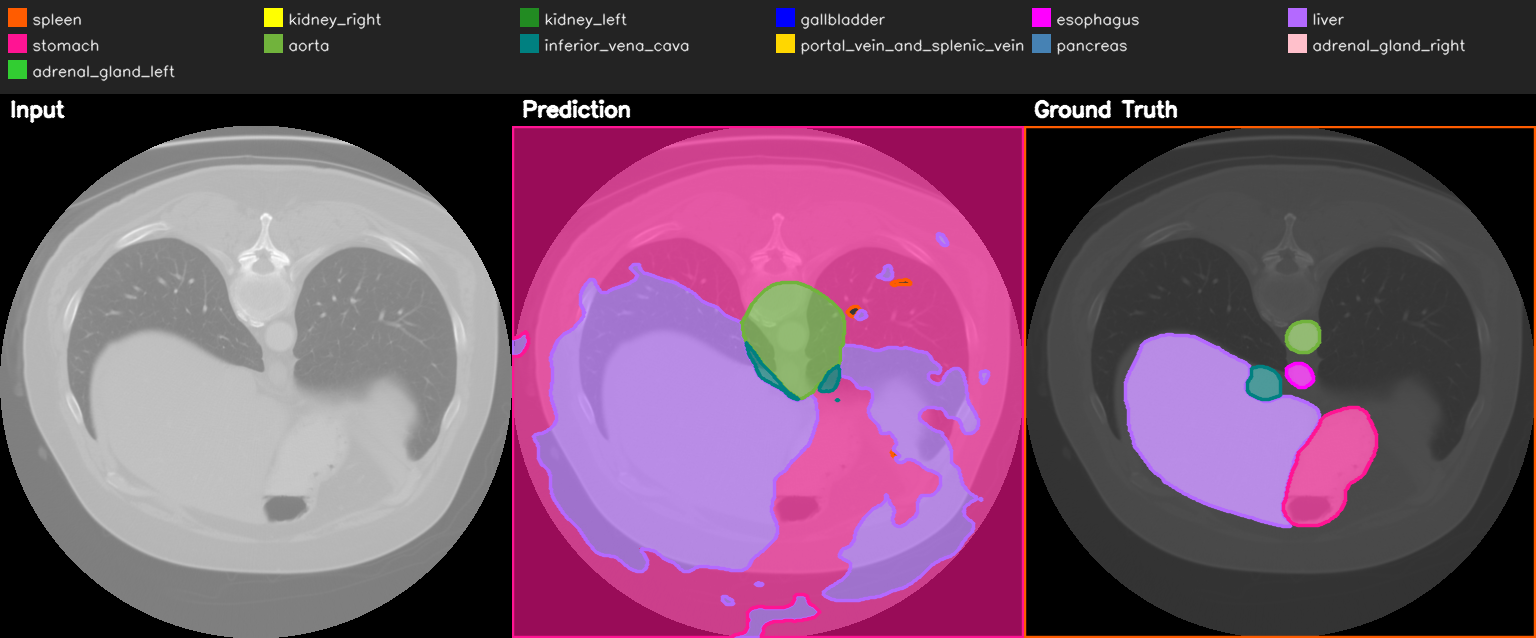 spleen kidney_right kidney_left gallbladder esophagus liver
stomach aorta inferior_vena_cava portal_vein_and_splenic_vein pancreas adrenal_gland_right
adrenal_gland_left
Input Prediction Ground Truth